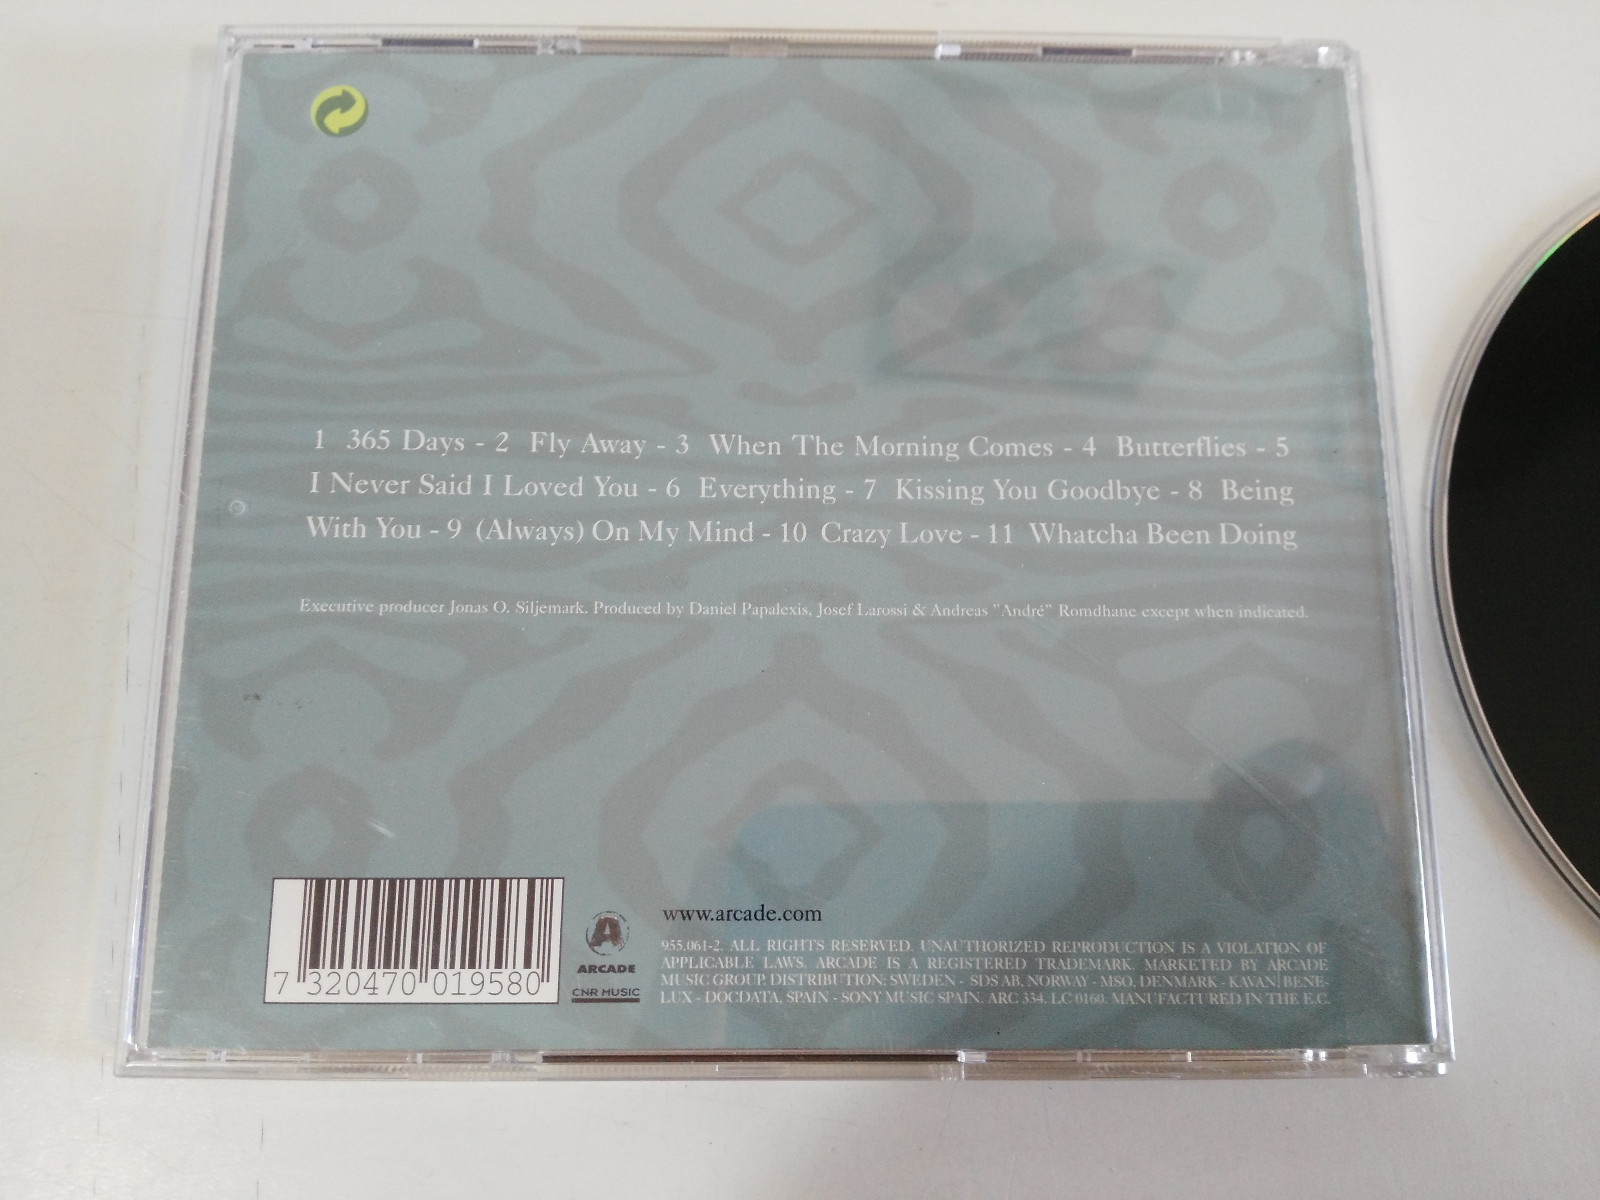 1 365 Days - 2 Fly Away - 3 When The Morning Comes - 4 Butterflies - 5
I Never Said I Loved You - 6 Everything - 7 Kissing You Goodbye - 8 Being
With You - 9 (Always) On My Mind - 10 Crazy Love - 11 Whatcha Been Doing
Executive producer Jonas O. Siljemark. Produced by Daniel Papalexis, Josef Larossi & Andreas "André" Romdhane except when indicated.
7 320470 019580
A
ARCADE
CNR MUSIC
www.arcade.com
955.061-2. ALL RIGHTS RESERVED. UNAUTHORIZED REPRODUCTION IS A VIOLATION OF
APPLICABLE LAWS. ARCADE IS A REGISTERED TRADEMARK. MARKETED BY ARCADE
MUSIC GROUP. DISTRIBUTION: SWEDEN - SDS AB, NORWAY - MSO, DENMARK - KAVAN, BENE-
LUX - DOCDATA, SPAIN - SONY MUSIC SPAIN. ARC 334. LC 0160. MANUFACTURED IN THE E.C.